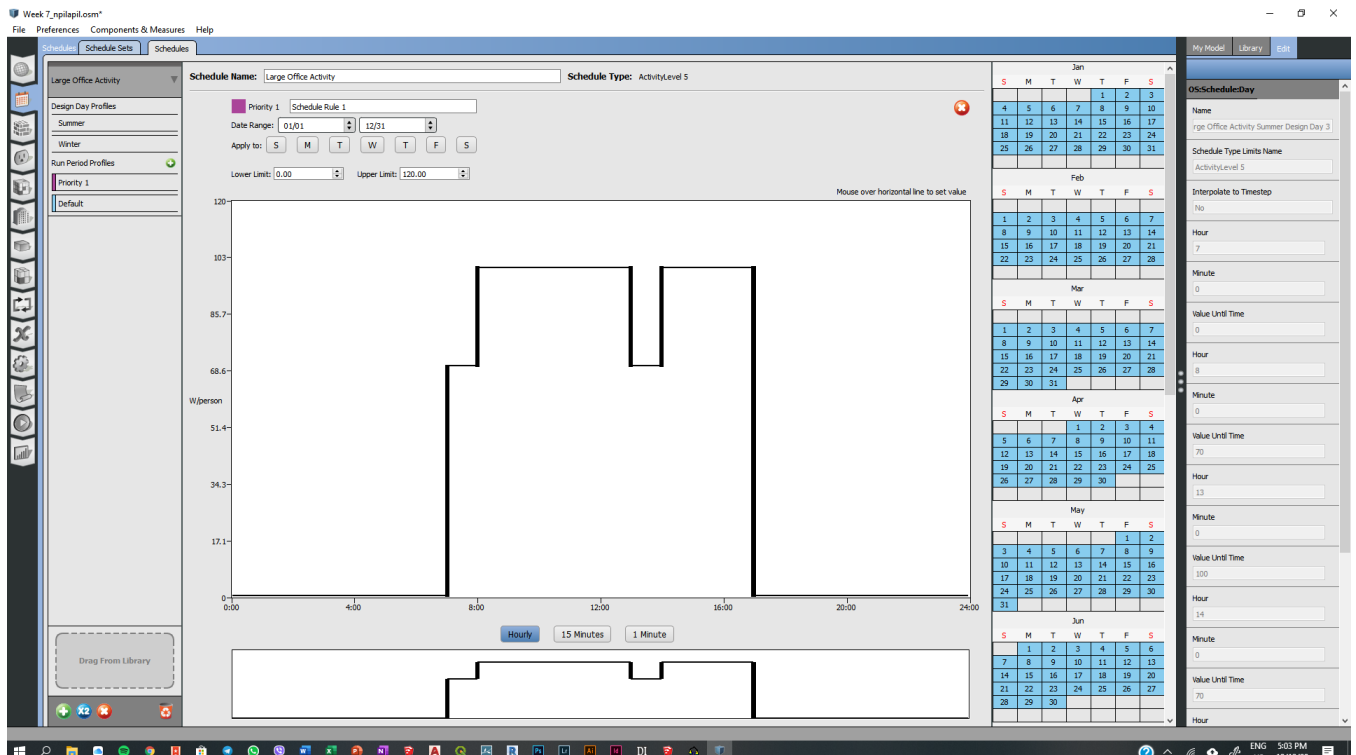 Week 7_npilapil.osm*
File Preferences Components & Measures Help
Schedules Schedule Sets Schedules
My Model Library Edit
Large Office Activity
Design Day Profiles
Summer
Winter
Run Period Profiles
Priority 1
Default
Drag From Library
X2
Schedule Name: Large Office Activity Schedule Type: ActivityLevel 5
Priority 1 Schedule Rule 1
Date Range: 01/01 12/31
Apply to: S M T W T F S
Lower Limit: 0.00 Upper Limit: 120.00
Mouse over horizontal line to set value
120
103
85.7
68.6
W/person
51.4
34.3
17.1
0
0:00 4:00 8:00 12:00 16:00 20:00 24:00
Hourly 15 Minutes 1 Minute
Jan
S M T W T F S
1 2 3
4 5 6 7 8 9 10
11 12 13 14 15 16 17
18 19 20 21 22 23 24
25 26 27 28 29 30 31
Feb
S M T W T F S
1 2 3 4 5 6 7
8 9 10 11 12 13 14
15 16 17 18 19 20 21
22 23 24 25 26 27 28
Mar
S M T W T F S
1 2 3 4 5 6 7
8 9 10 11 12 13 14
15 16 17 18 19 20 21
22 23 24 25 26 27 28
29 30 31
Apr
S M T W T F S
1 2 3 4
5 6 7 8 9 10 11
12 13 14 15 16 17 18
19 20 21 22 23 24 25
26 27 28 29 30
May
S M T W T F S
1 2
3 4 5 6 7 8 9
10 11 12 13 14 15 16
17 18 19 20 21 22 23
24 25 26 27 28 29 30
31
Jun
S M T W T F S
1 2 3 4 5 6
7 8 9 10 11 12 13
14 15 16 17 18 19 20
21 22 23 24 25 26 27
28 29 30
OS:Schedule:Day
Name
rge Office Activity Summer Design Day 3
Schedule Type Limits Name
ActivityLevel 5
Interpolate to Timestep
No
Hour
7
Minute
0
Value Until Time
0
Hour
8
Minute
0
Value Until Time
70
Hour
13
Minute
0
Value Until Time
100
Hour
14
Minute
0
Value Until Time
70
Hour
ENG 5:03 PM